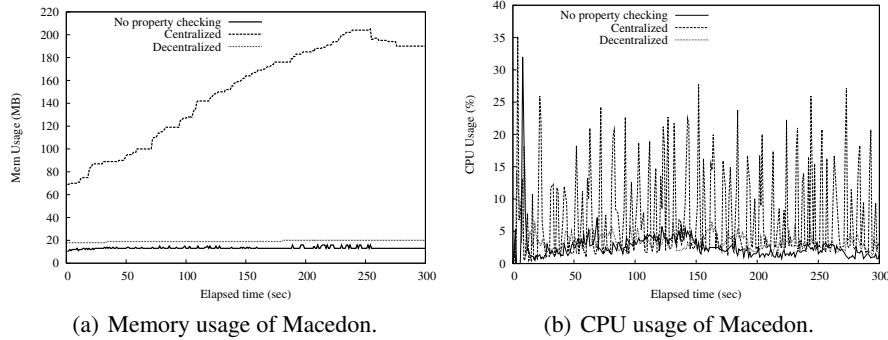 No property checking
Centralized
Decentralized
220
200
180
160
140
120
100
80
60
40
20
0
Mem Usage (MB)
0 50 100 150 200 250 300
Elapsed time (sec)
(a) Memory usage of Macedon.
No property checking
Centralized
Decentralized
40
35
30
25
20
15
10
5
0
CPU Usage (%)
0 50 100 150 200 250 300
Elapsed time (sec)
(b) CPU usage of Macedon.